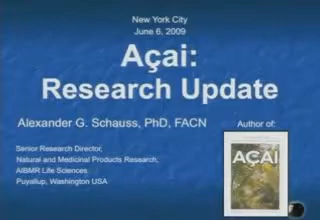 New York City
June 6, 2009
Açai:
Research Update
Alexander G. Schauss, PhD, FACN
Author of:
Senior Research Director,
Natural and Medicinal Products Research,
AIBMR Life Sciences
Puyallup, Washington USA
AÇAI